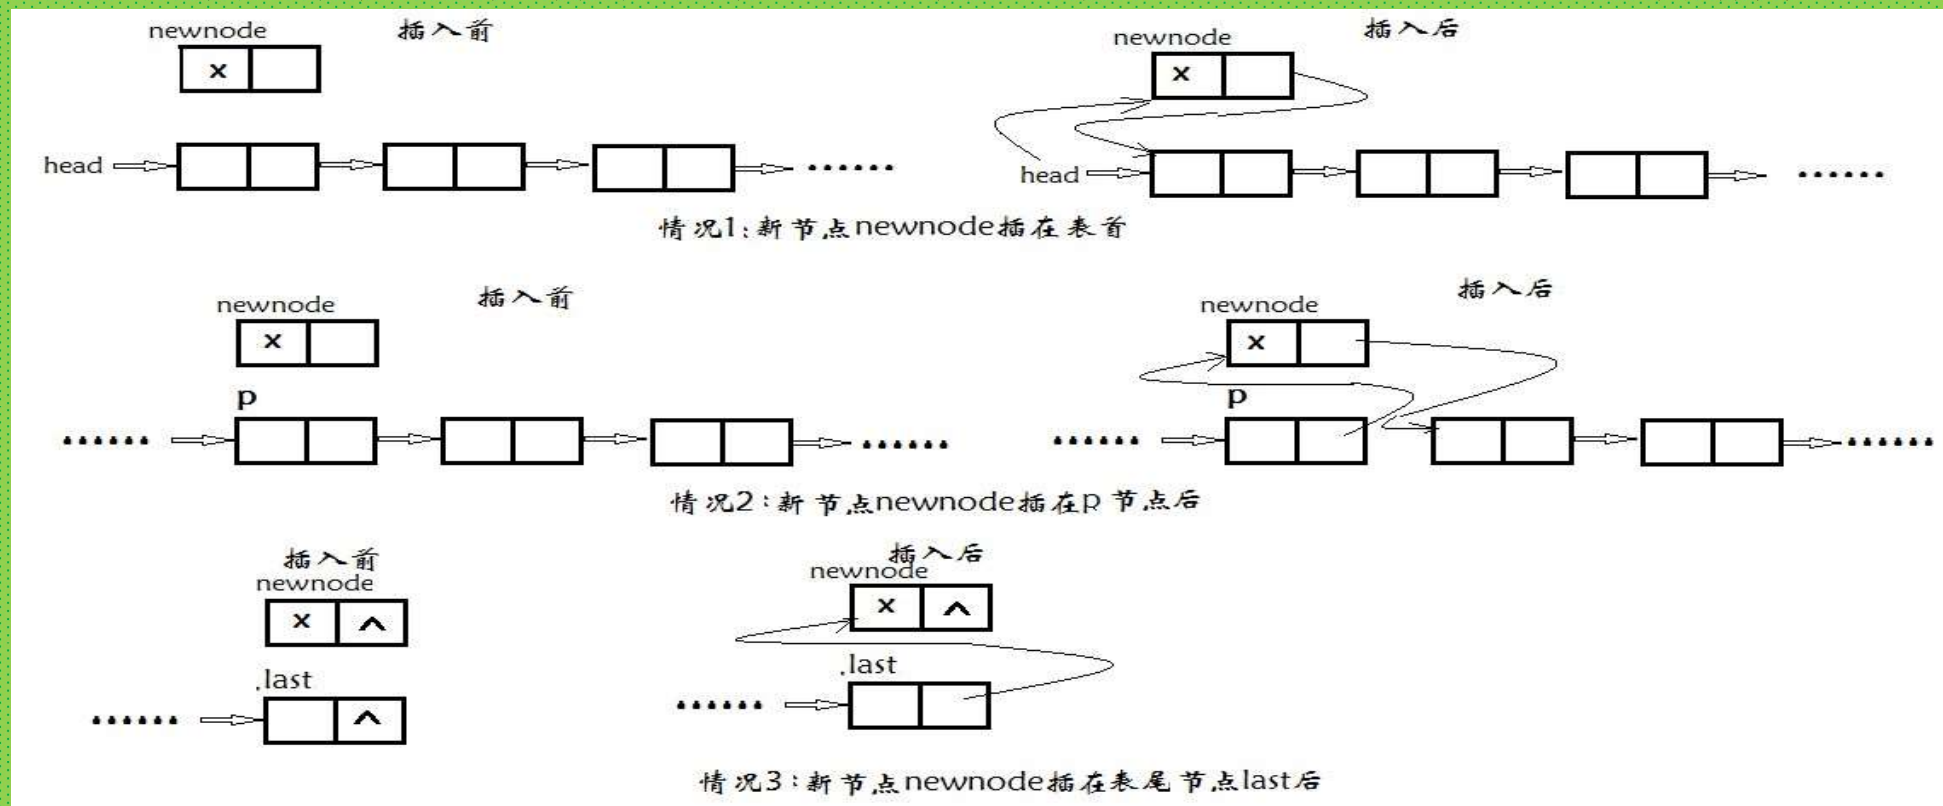 newnode 插入前 newnode 插入后
x x
head ...... head ......
情况1:新节点newnode插在表首
newnode 插入前 newnode 插入后
x x
p p
...... ...... ...... ......
情况2:新节点newnode插在p节点后
插入前 插入后
newnode newnode
x ^ x ^
.last .last
...... ^ ......
情况3:新节点newnode插在表尾节点last后